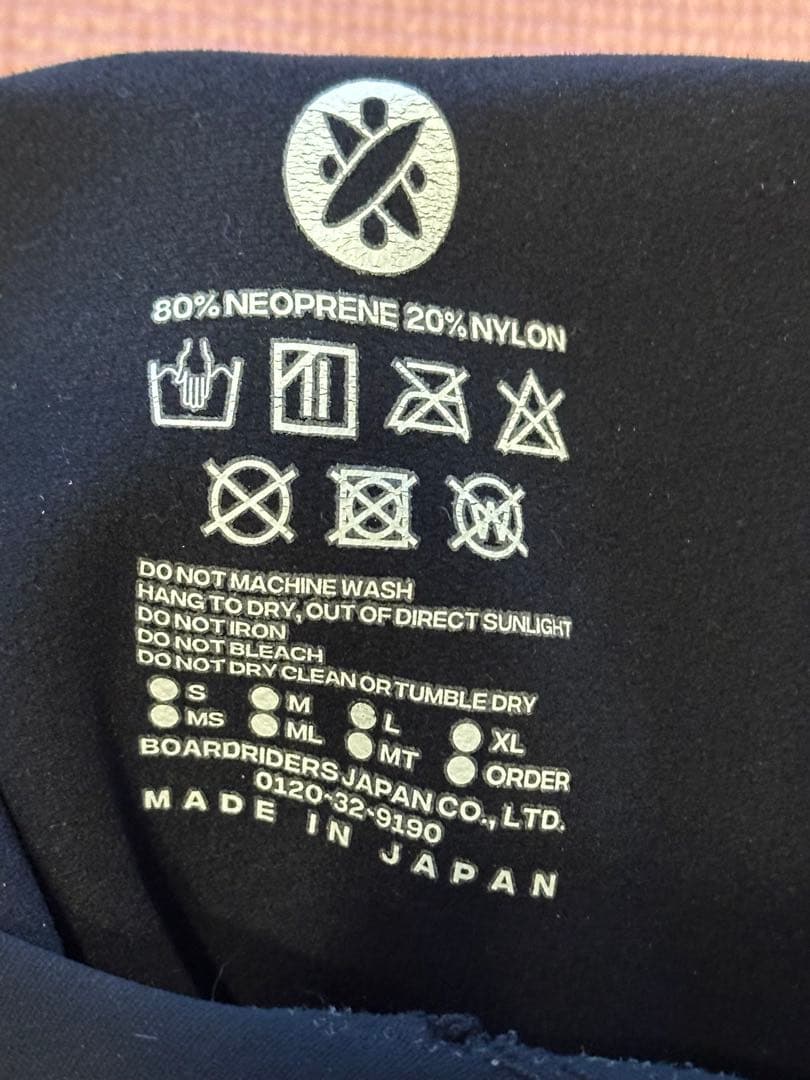 80% NEOPRENE 20% NYLON
W
DO NOT MACHINE WASH
HANG TO DRY, OUT OF DIRECT SUNLIGHT
DO NOT IRON
DO NOT BLEACH
DO NOT DRY CLEAN OR TUMBLE DRY
S M L XL
MS ML MT ORDER
BOARDRIDERS JAPAN CO., LTD.
0120-32-9190
MADE IN JAPAN